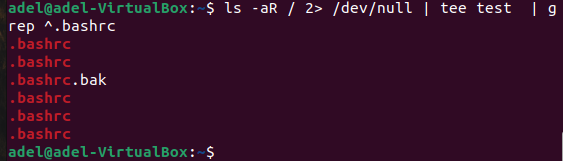 adel@adel-VirtualBox:~$ ls -aR / 2> /dev/null | tee test  | g
rep ^.bashrc
.bashrc
.bashrc
.bashrc.bak
.bashrc
.bashrc
.bashrc
adel@adel-VirtualBox:~$